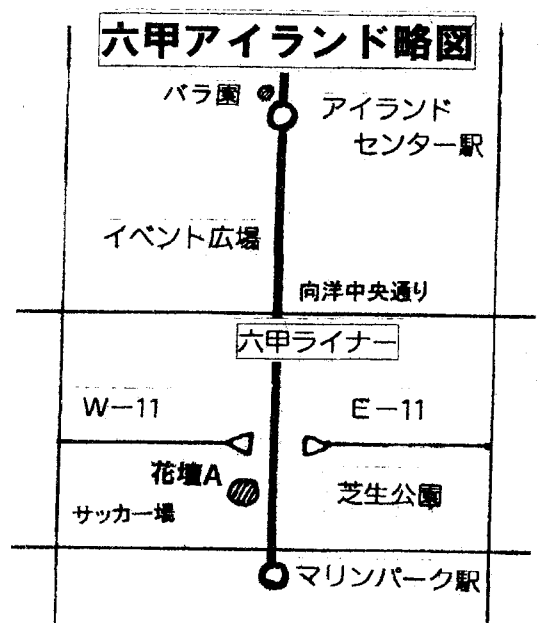 六甲アイランド略図
バラ園
アイランド
センター駅
イベント広場
向洋中央通り
六甲ライナー
W-11
E-11
花壇A
芝生公園
サッカー場
マリンパーク駅